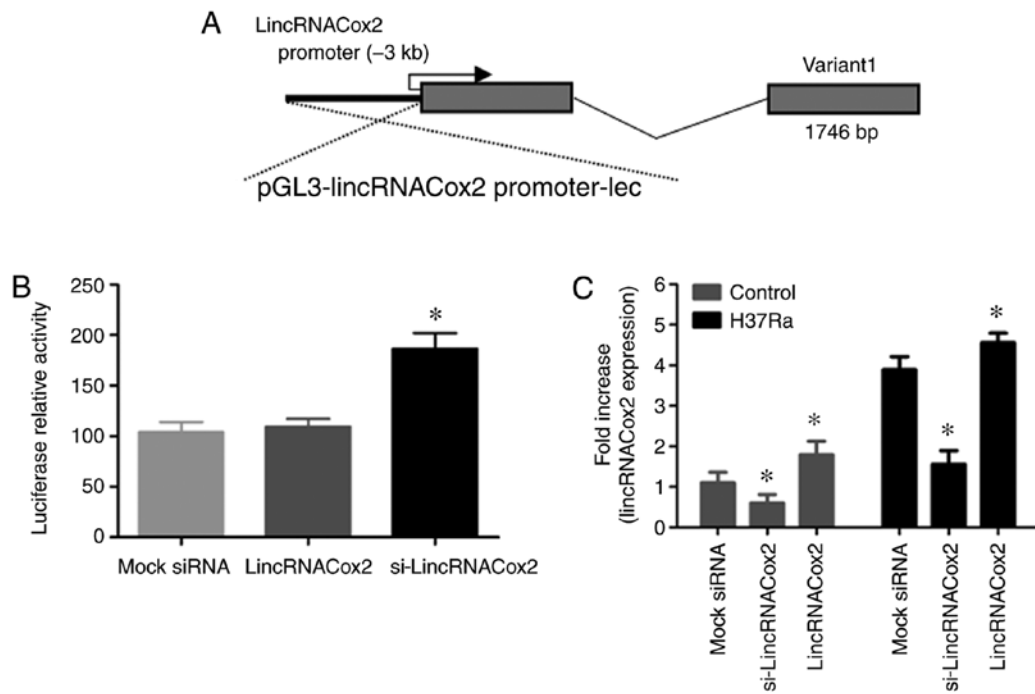 A
LincRNACox2
promoter (–3 kb)
Variant1
1746 bp
pGL3-lincRNACox2 promoter-lec
B
Luciferase relative activity
250
200
150
100
50
0
*
Mock siRNA
LincRNACox2
si-LincRNACox2
C
Fold increase
(lincRNACox2 expression)
6
5
4
3
2
1
0
Control
H37Ra
*
*
*
*
Mock siRNA
si-LincRNACox2
LincRNACox2
Mock siRNA
si-LincRNACox2
LincRNACox2